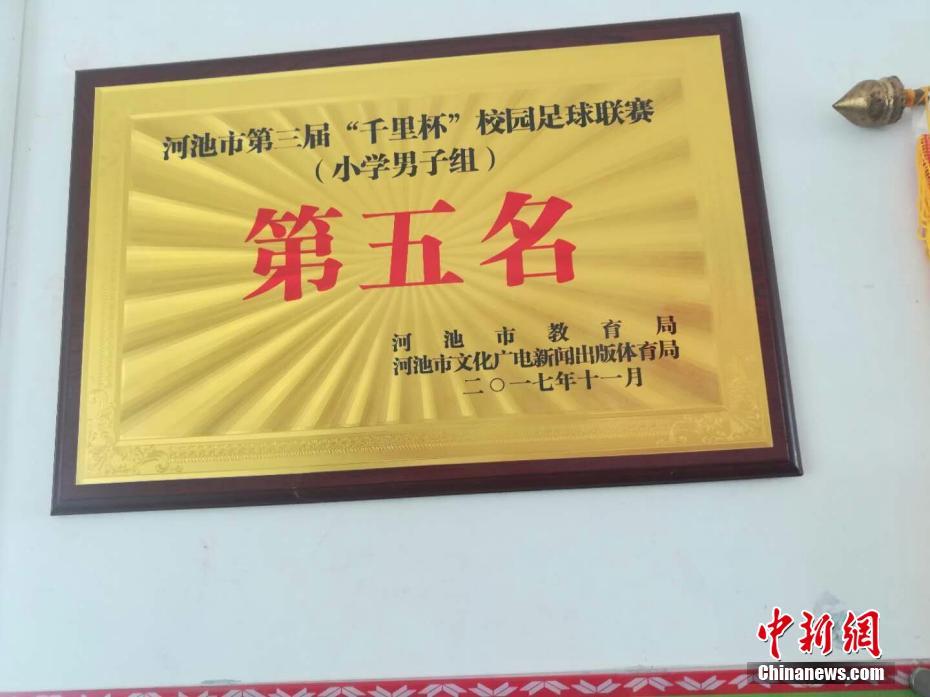 河池市第三届“千里杯”校园足球联赛
（小学男子组）
第五名
河池市教育局
河池市文化广电新闻出版体育局
二〇一七年十一月
中新网
Chinanews.com